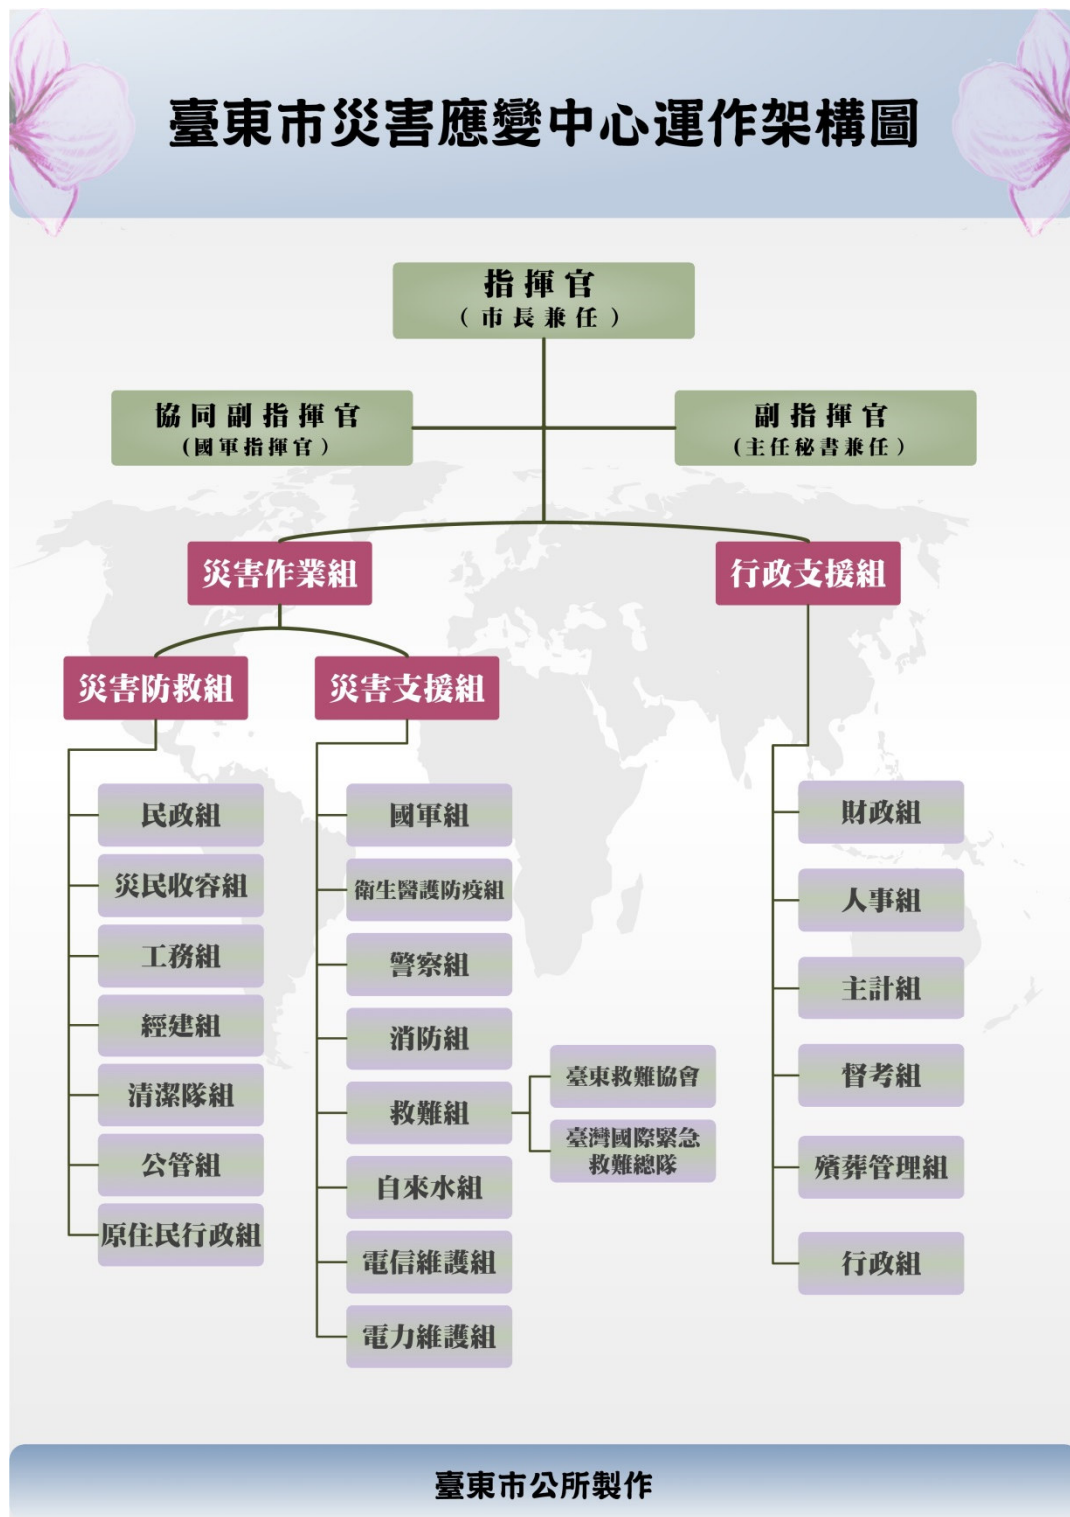 臺東市災害應變中心運作架構圖
指揮官
(市長兼任)
協同副指揮官
(國軍指揮官)
副指揮官
(主任秘書兼任)
災害作業組
行政支援組
災害防救組
災害支援組
民政組
災民收容組
工務組
經建組
清潔隊組
公管組
原住民行政組
國軍組
衛生醫護防疫組
警察組
消防組
救難組
臺東救難協會
臺灣國際緊急
救難總隊
自來水組
電信維護組
電力維護組
財政組
人事組
主計組
督考組
殯葬管理組
行政組
臺東市公所製作